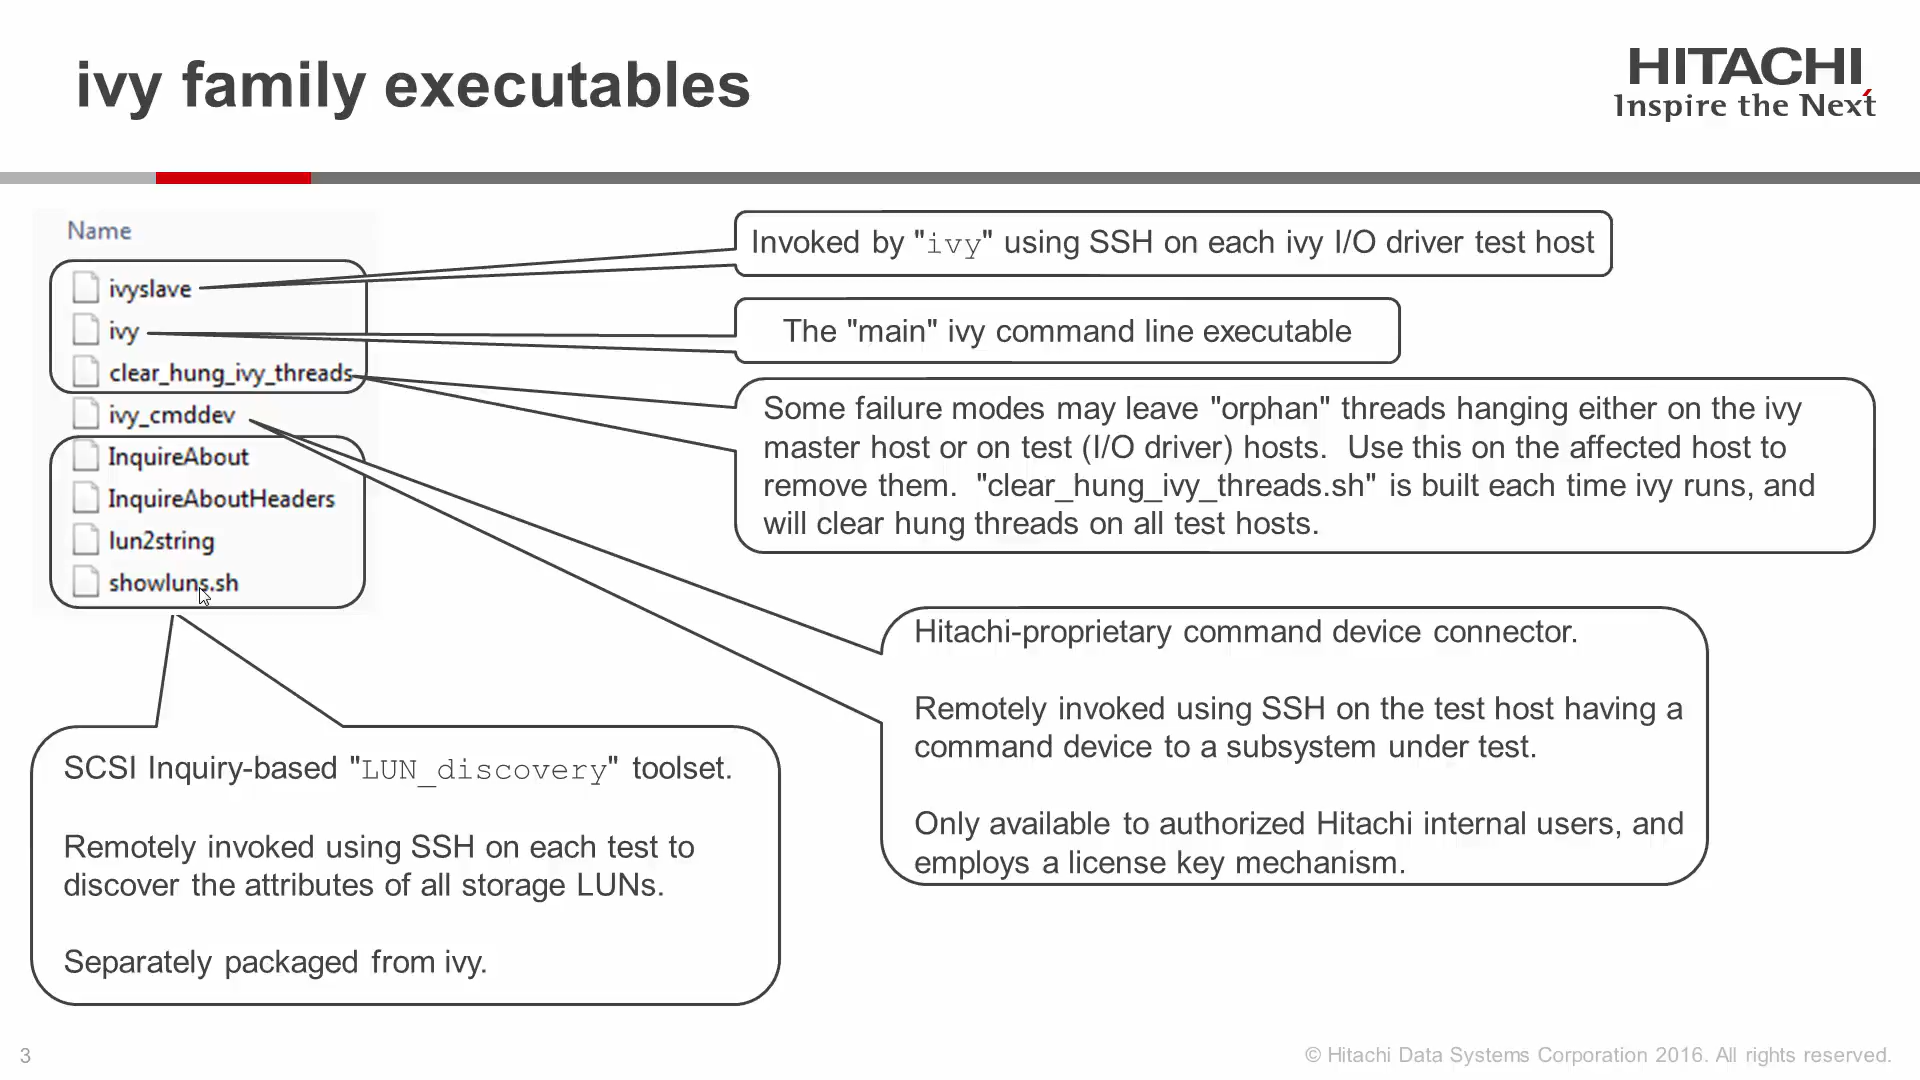 ivy family executables
HITACHI
Inspire the Next
Name
ivyslave
ivy
clear_hung_ivy_threads
ivy_cmddev
InquireAbout
InquireAboutHeaders
lun2string
showluns.sh
Invoked by "ivy" using SSH on each ivy I/O driver test host
The "main" ivy command line executable
Some failure modes may leave "orphan" threads hanging either on the ivy
master host or on test (I/O driver) hosts.  Use this on the affected host to
remove them.  "clear_hung_ivy_threads.sh" is built each time ivy runs, and
will clear hung threads on all test hosts.
Hitachi-proprietary command device connector.
Remotely invoked using SSH on the test host having a
command device to a subsystem under test.
Only available to authorized Hitachi internal users, and
employs a license key mechanism.
SCSI Inquiry-based "LUN_discovery" toolset.
Remotely invoked using SSH on each test to
discover the attributes of all storage LUNs.
Separately packaged from ivy.
3
© Hitachi Data Systems Corporation 2016. All rights reserved.